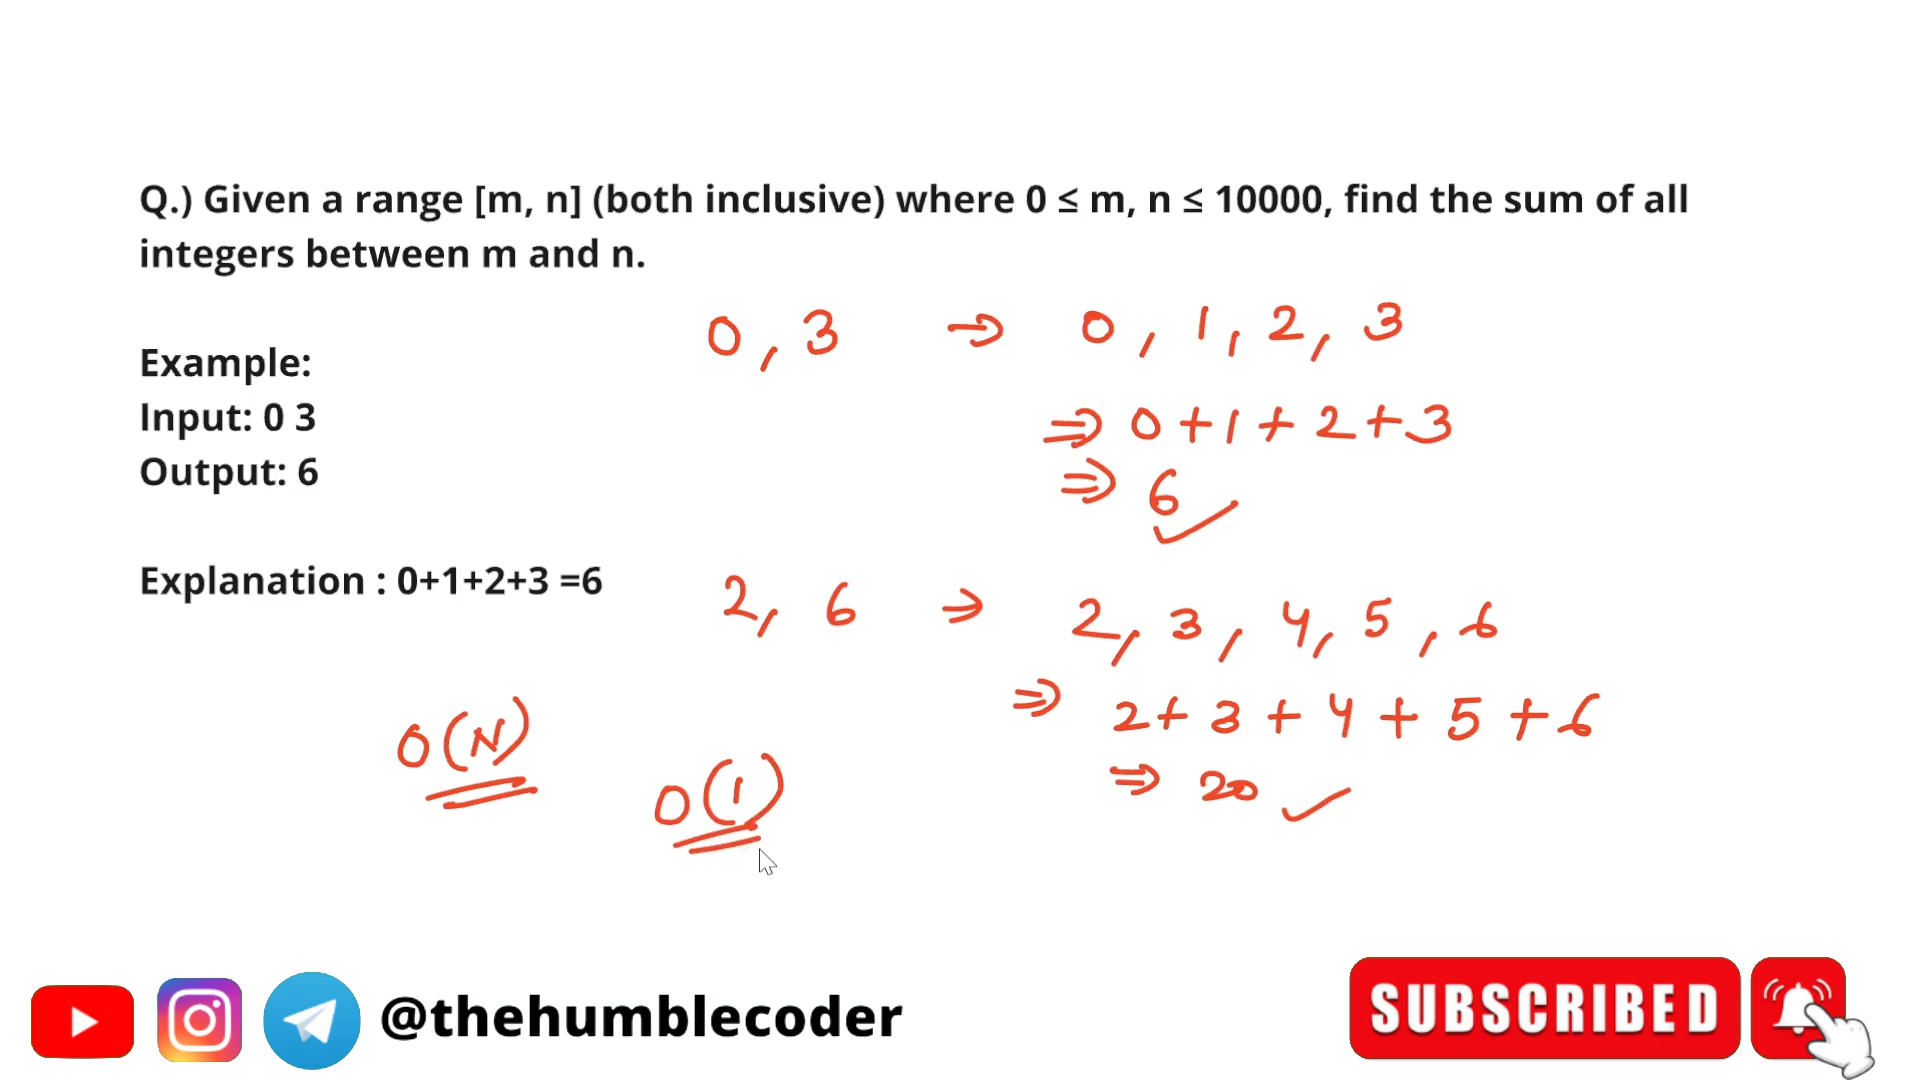 Q.) Given a range [m, n] (both inclusive) where 0 ≤ m, n ≤ 10000, find the sum of all
integers between m and n.
0, 3 → 0, 1, 2, 3
Example:
Input: 0 3
⇒ 0+1+2+3
Output: 6
⇒ 6
Explanation : 0+1+2+3 =6
2, 6 ⇒ 2, 3, 4, 5, 6
⇒ 2+3+4+5+6
O(N)
O(1)
⇒ 20
@thehumblecoder
SUBSCRIBED